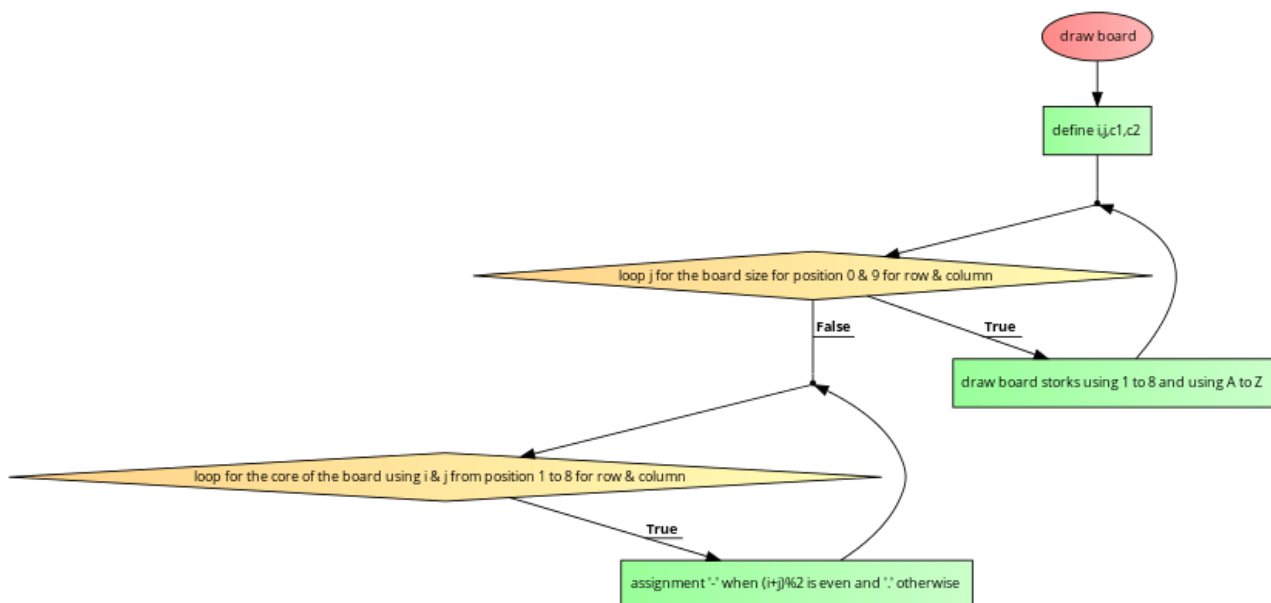 draw board
define i,j,c1,c2
loop j for the board size for position 0 & 9 for row & column
False
True
draw board storks using 1 to 8 and using A to Z
loop for the core of the board using i & j from position 1 to 8 for row & column
True
assignment '-' when (i+j)%2 is even and '.' otherwise